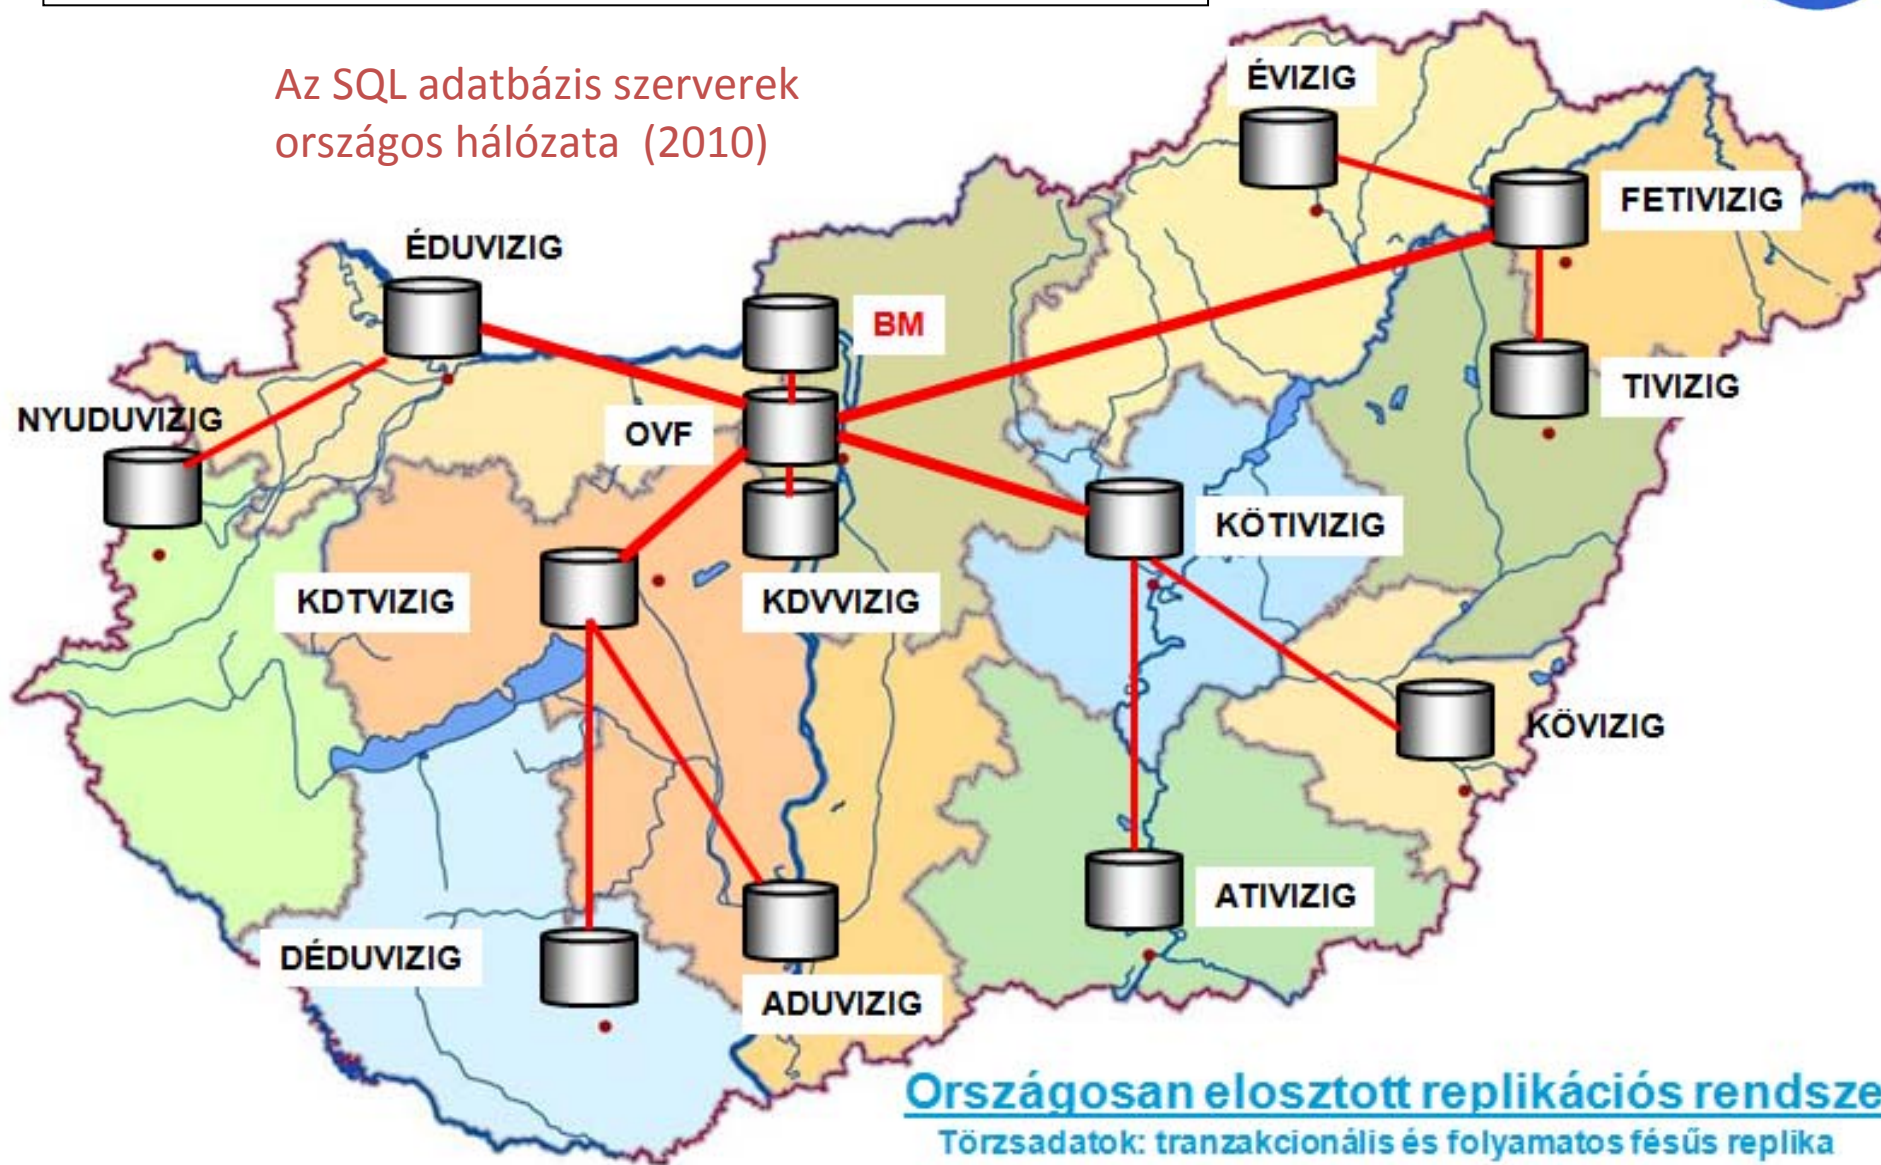 Az SQL adatbázis szerverek
országos hálózata (2010)
ÉVIZIG
FETIVIZIG
ÉDUVIZIG
BM
TIVIZIG
NYUDUVIZIG
OVF
KÖTIVIZIG
KDTVIZIG
KDVVIZIG
KÖVIZIG
ATIVIZIG
DÉDUVIZIG
ADUVIZIG
Országosan elosztott replikációs rendsze
Törzsadatok: tranzakcionális és folyamatos fésűs replika